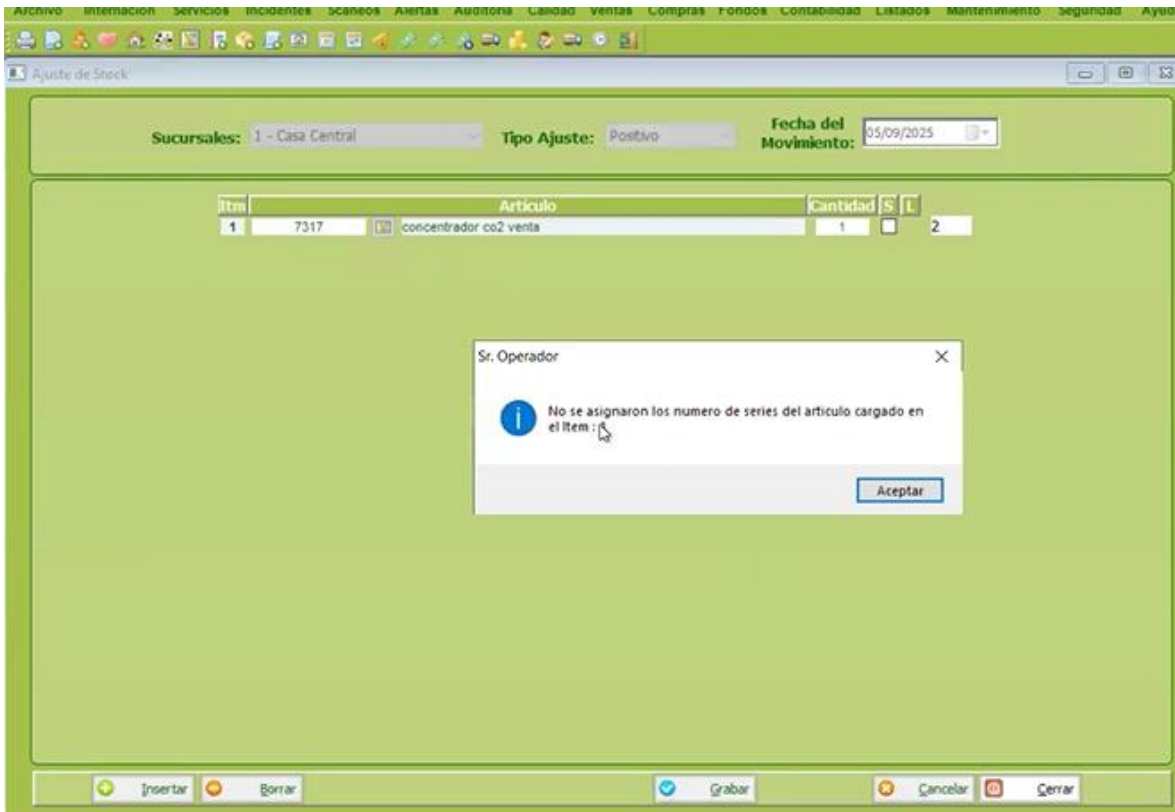 Archivo Internación Servicios Incidentes Scaneos Alertas Auditoria Calidad Ventas Compras Fondos Contabilidad Listados Mantenimiento Seguridad Ayud
Ajuste de Stock
Sucursales: 1 - Casa Central Tipo Ajuste: Positivo Fecha del Movimiento: 05/09/2025
Itm Artículo Cantidad S L
1 7317 concentrador co2 venta 1 2
Sr. Operador
No se asignaron los numero de series del articulo cargado en
el Item :
Aceptar
Insertar Borrar Grabar Cancelar Cerrar